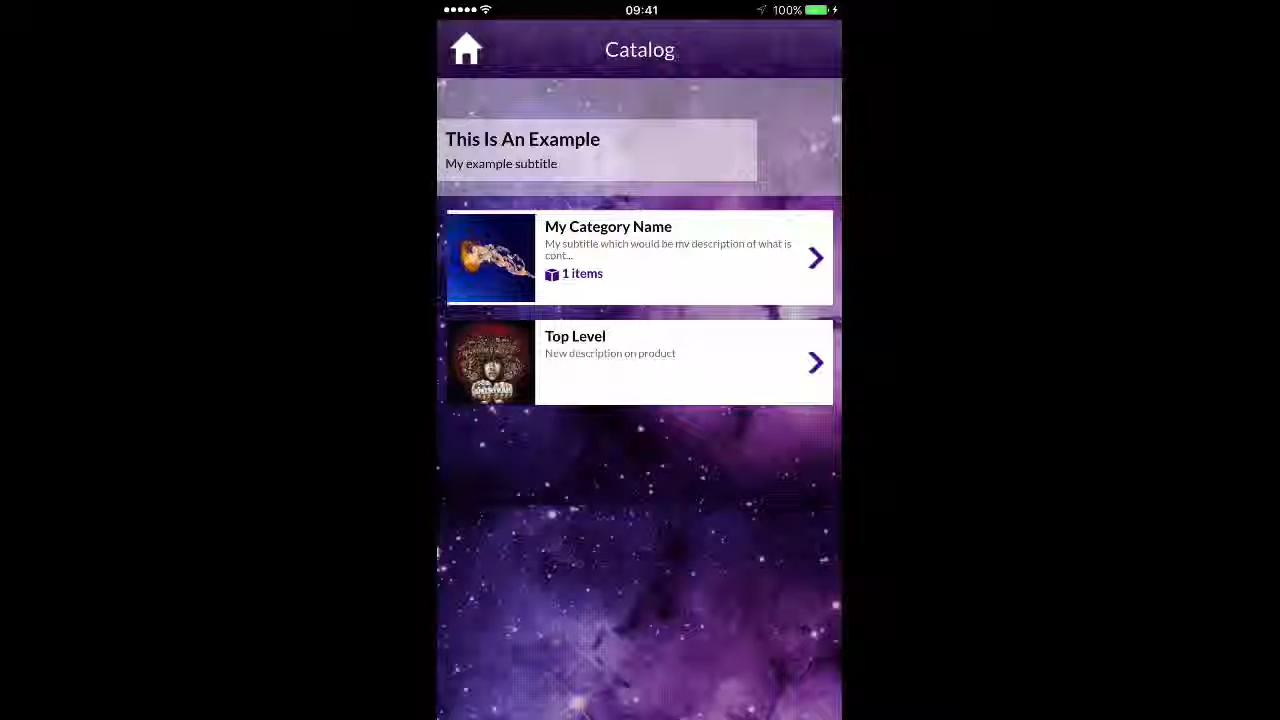 09:41
100%
Catalog
This Is An Example
My example subtitle
My Category Name
My subtitle which would be my description of what is
cont...
1 items
Top Level
New description on product